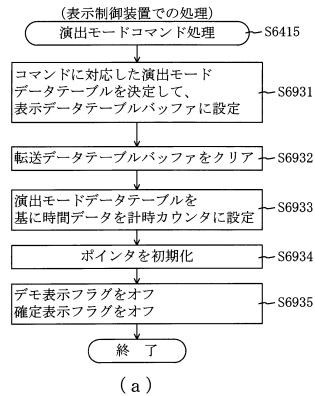 (表示制御装置での処理)
演出モードコマンド処理
S6415
コマンドに対応した演出モード
データテーブルを決定して、
表示データテーブルバッファに設定
S6931
転送データテーブルバッファをクリア
S6932
演出モードデータテーブルを
基に時間データを計時カウンタに設定
S6933
ポインタを初期化
S6934
デモ表示フラグをオフ
確定表示フラグをオフ
S6935
終 了
(a)